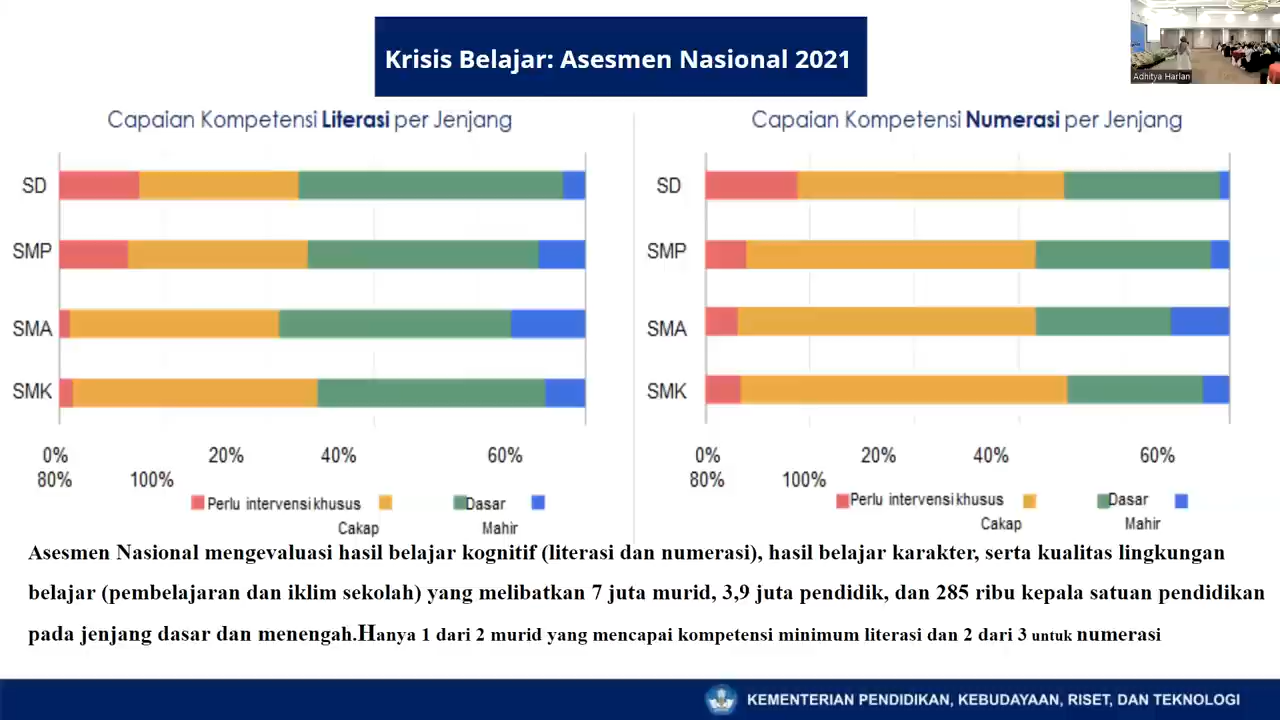 Krisis Belajar: Asesmen Nasional 2021
Adhitya Harlan
Capaian Kompetensi Literasi per Jenjang
SD
SMP
SMA
SMK
0% 20% 40% 60%
80% 100%
Perlu intervensi khusus Dasar
Cakap Mahir
Capaian Kompetensi Numerasi per Jenjang
SD
SMP
SMA
SMK
0% 20% 40% 60%
80% 100%
Perlu intervensi khusus Dasar
Cakap Mahir
Asesmen Nasional mengevaluasi hasil belajar kognitif (literasi dan numerasi), hasil belajar karakter, serta kualitas lingkungan
belajar (pembelajaran dan iklim sekolah) yang melibatkan 7 juta murid, 3,9 juta pendidik, dan 285 ribu kepala satuan pendidikan
pada jenjang dasar dan menengah.Hanya 1 dari 2 murid yang mencapai kompetensi minimum literasi dan 2 dari 3 untuk numerasi
KEMENTERIAN PENDIDIKAN, KEBUDAYAAN, RISET, DAN TEKNOLOGI